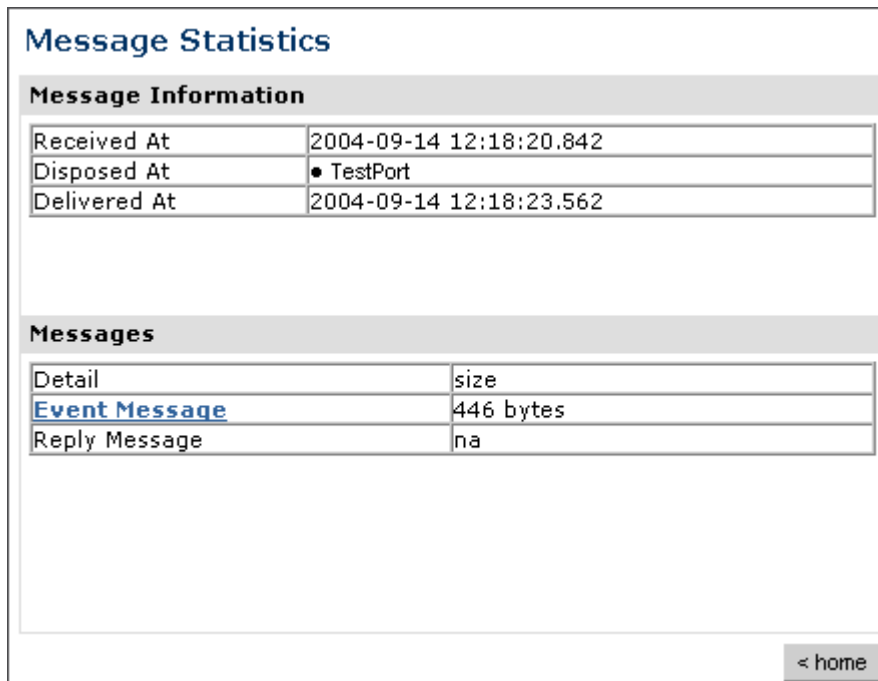 Message Statistics
Message Information
Received At 2004-09-14 12:18:20.842
Disposed At • TestPort
Delivered At 2004-09-14 12:18:23.562
Messages
Detail size
Event Message 446 bytes
Reply Message na
< home